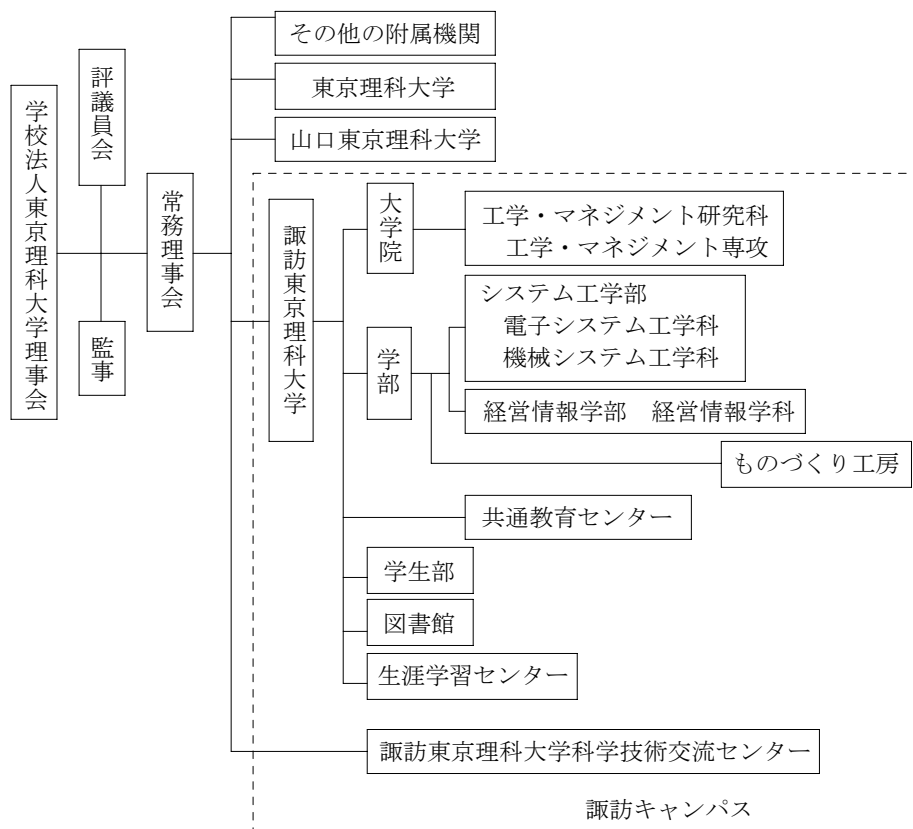 その他の附属機関
東京理科大学
山口東京理科大学
評議員会
学校法人東京理科大学理事会
常務理事会
監事
諏訪東京理科大学
大学院
工学・マネジメント研究科
工学・マネジメント専攻
学部
システム工学部
電子システム工学科
機械システム工学科
経営情報学部 経営情報学科
ものづくり工房
共通教育センター
学生部
図書館
生涯学習センター
諏訪東京理科大学科学技術交流センター
諏訪キャンパス